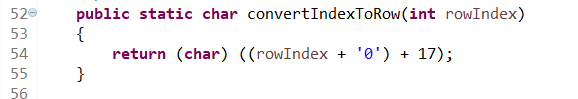 52 public static char convertIndexToRow(int rowIndex)
53 {
54 return (char) ((rowIndex + '0') + 17);
55 }
56